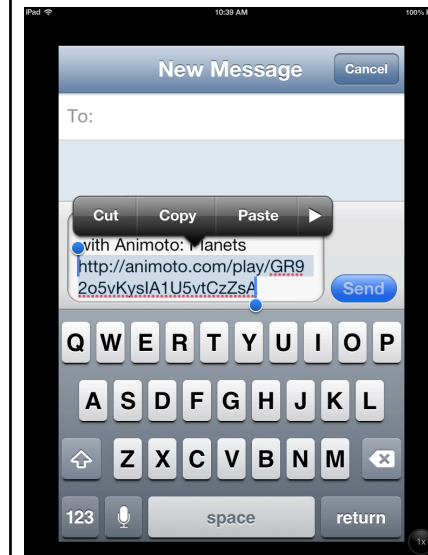 iPad 10:39 AM 100%
New Message Cancel
To:
Cut Copy Paste
with Animoto: Planets
http://animoto.com/play/GR9
2o5vKysIA1U5vtCzZsA
Send
Q W E R T Y U I O P
A S D F G H J K L
Z X C V B N M
123 space return
1x